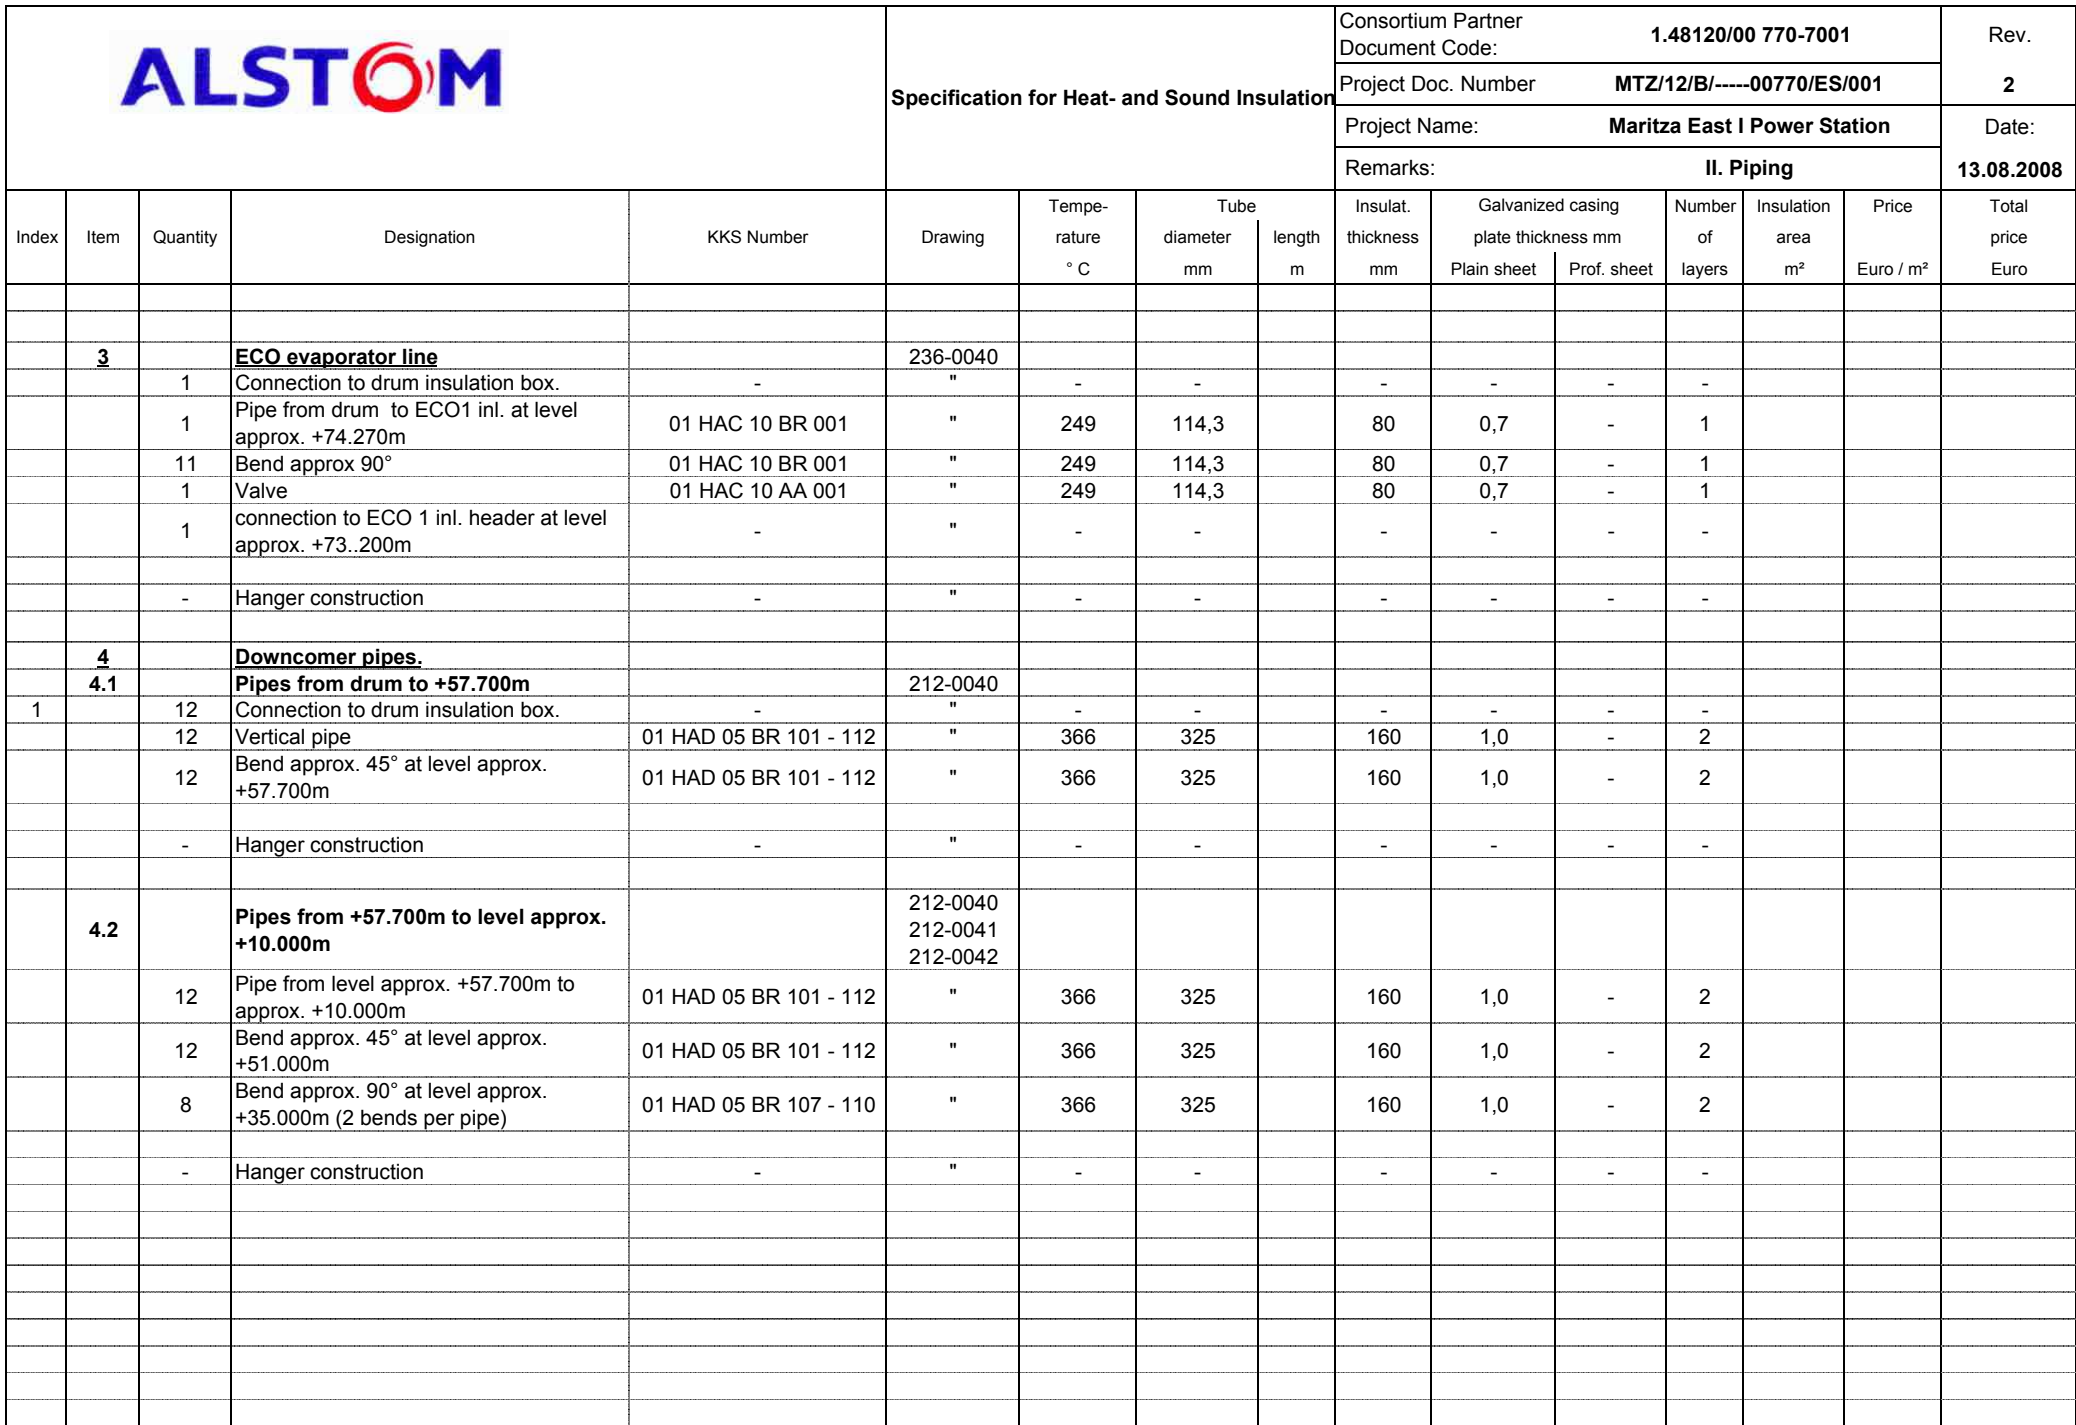 ALSTOM
Specification for Heat- and Sound Insulation
Consortium Partner
Document Code:
1.48120/00 770-7001
Rev.
Project Doc. Number MTZ/12/B/-----00770/ES/001 2
Project Name: Maritza East I Power Station Date:
Remarks: II. Piping 13.08.2008
Tempe- Tube Insulat. Galvanized casing Number Insulation Price Total
Index Item Quantity Designation KKS Number Drawing rature diameter length thickness plate thickness mm of area price
° C mm m mm Plain sheet Prof. sheet layers m² Euro / m² Euro
3 ECO evaporator line 236-0040
1 Connection to drum insulation box. - " - - - - - -
Pipe from drum to ECO1 inl. at level
approx. +74.270m
1 01 HAC 10 BR 001 " 249 114,3 80 0,7 - 1
11 Bend approx 90° 01 HAC 10 BR 001 " 249 114,3 80 0,7 - 1
1 Valve 01 HAC 10 AA 001 " 249 114,3 80 0,7 - 1
connection to ECO 1 inl. header at level
approx. +73..200m
1 - " - - - - - -
- Hanger construction - " - - - - - -
4 Downcomer pipes.
4.1 Pipes from drum to +57.700m 212-0040
1 12 Connection to drum insulation box. - " - - - - - -
12 Vertical pipe 01 HAD 05 BR 101 - 112 " 366 325 160 1,0 - 2
Bend approx. 45° at level approx.
+57.700m
12 01 HAD 05 BR 101 - 112 " 366 325 160 1,0 - 2
- Hanger construction - " - - - - - -
4.2 Pipes from +57.700m to level approx.
+10.000m
212-0040
212-0041
212-0042
Pipe from level approx. +57.700m to
approx. +10.000m
12 01 HAD 05 BR 101 - 112 " 366 325 160 1,0 - 2
Bend approx. 45° at level approx.
+51.000m
12 01 HAD 05 BR 101 - 112 " 366 325 160 1,0 - 2
Bend approx. 90° at level approx.
+35.000m (2 bends per pipe)
8 01 HAD 05 BR 107 - 110 " 366 325 160 1,0 - 2
- Hanger construction - " - - - - - -